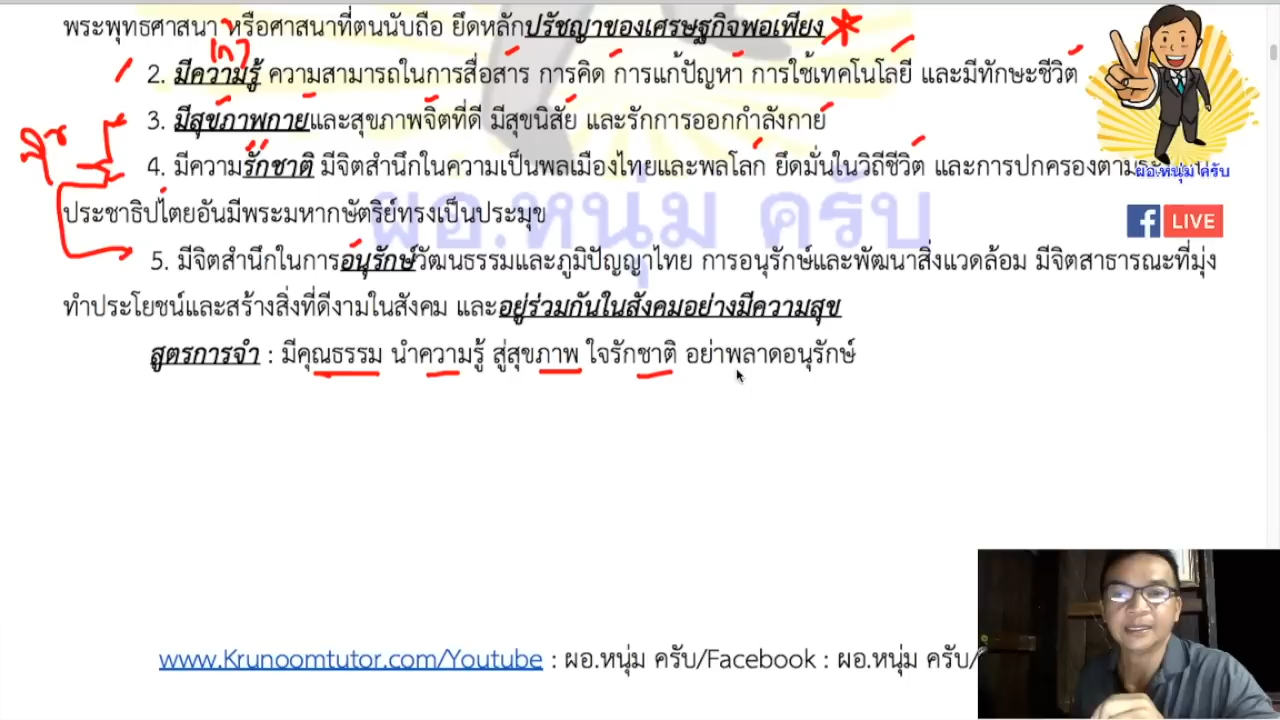 พระพุทธศาสนา หรือศาสนาที่ตนนับถือ ยึดหลักปรัชญาของเศรษฐกิจพอเพียง
2. มีความรู้ ความสามารถในการสื่อสาร การคิด การแก้ปัญหา การใช้เทคโนโลยี และมีทักษะชีวิต
3. มีสุขภาพกายและสุขภาพจิตที่ดี มีสุขนิสัย และรักการออกกำลังกาย
4. มีความรักชาติ มีจิตสำนึกในความเป็นพลเมืองไทยและพลโลก ยึดมั่นในวิถีชีวิต และการปกครองตาม
ผอ.หนุ่ม ครับ
ประชาธิปไตยอันมีพระมหากษัตริย์ทรงเป็นประมุข
ผอ.หนุ่ม ครับ
LIVE
5. มีจิตสำนึกในการอนุรักษ์วัฒนธรรมและภูมิปัญญาไทย การอนุรักษ์และพัฒนาสิ่งแวดล้อม มีจิตสาธารณะที่มุ่ง
ทำประโยชน์และสร้างสิ่งที่ดีงามในสังคม และอยู่ร่วมกันในสังคมอย่างมีความสุข
สูตรการจำ : มีคุณธรรม นำความรู้ สู่สุขภาพ ใจรักชาติ อย่าพลาดอนุรักษ์
www.Krunoomtutor.com/Youtube : ผอ.หนุ่ม ครับ/Facebook : ผอ.หนุ่ม ครับ/